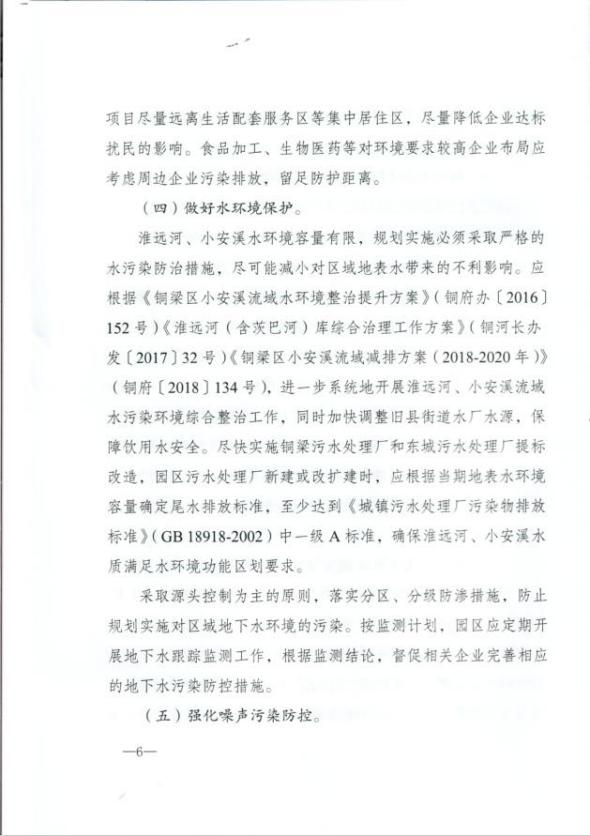 项目尽量远离生活配套服务区等集中居住区，尽量降低企业达标
扰民的影响。食品加工、生物医药等对环境要求较高企业布局应
考虑周边企业污染排放，留足防护距离。
（四）做好水环境保护。
淮远河、小安溪水环境容量有限，规划实施必须采取严格的
水污染防治措施，尽可能减小对区域地表水带来的不利影响。应
根据《铜梁区小安溪流域水环境整治提升方案》（铜府办〔2016〕
152 号）《淮远河（含茨巴河）库综合治理工作方案》（铜河长办
发〔2017〕32 号）《铜梁区小安溪流域减排方案（2018-2020 年）》
（铜府〔2018〕134 号），进一步系统地开展淮远河、小安溪流域
水污染环境综合整治工作，同时加快调整旧县街道水厂水源，保
障饮用水安全。尽快实施铜梁污水处理厂和东城污水处理厂提标
改造，园区污水处理厂新建或改扩建时，应根据当期地表水环境
容量确定尾水排放标准，至少达到《城镇污水处理厂污染物排放
标准》（GB 18918-2002）中一级 A 标准，确保淮远河、小安溪水
质满足水环境功能区划要求。
采取源头控制为主的原则，落实分区、分级防渗措施，防止
规划实施对区域地下水环境的污染。按监测计划，园区应定期开
展地下水跟踪监测工作，根据监测结论，督促相关企业完善相应
的地下水污染防控措施。
（五）强化噪声污染防控。
—6—